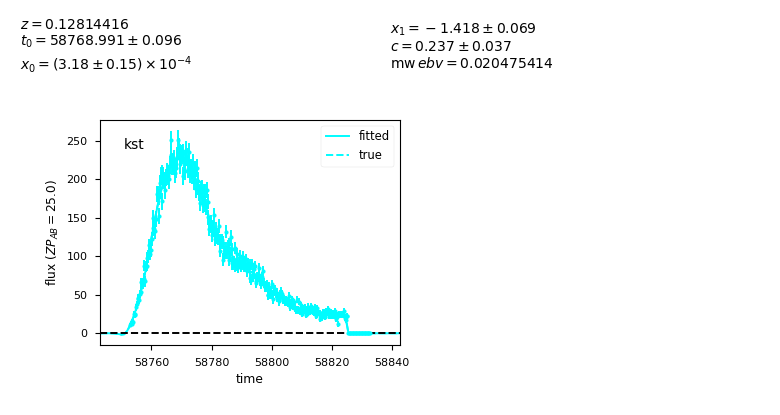 z = 0.12814416
t₀ = 58768.991 ± 0.096
x₀ = (3.18 ± 0.15) × 10⁻⁴
x₁ = − 1.418 ± 0.069
c = 0.237 ± 0.037
mw ebv = 0.020475414
kst
fitted
true
250
200
150
100
50
0
flux (ZP_AB = 25.0)
58760 58780 58800 58820 58840
time